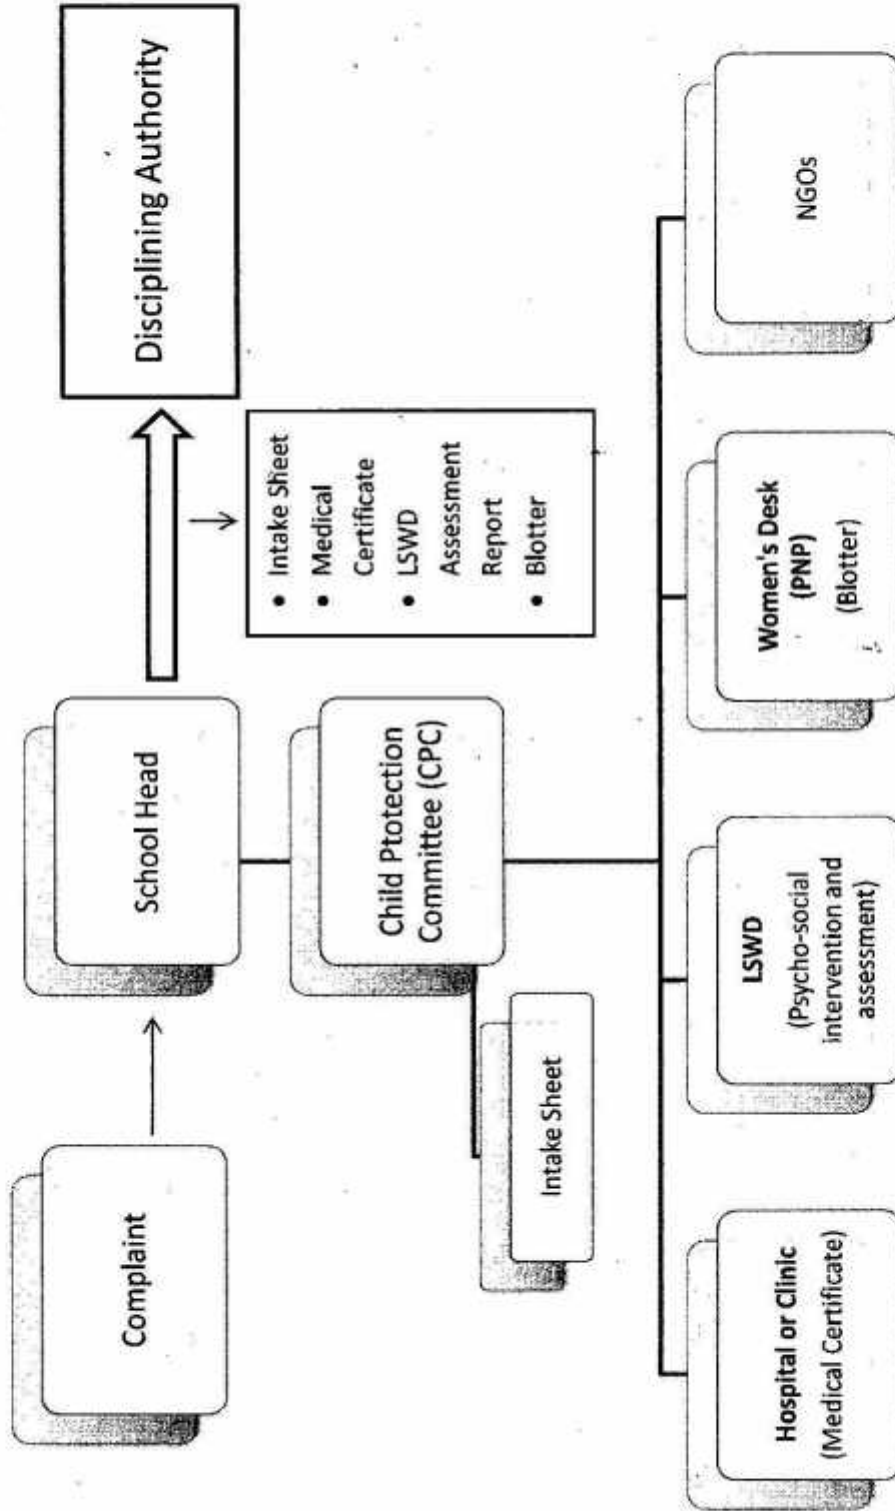 Complaint
School Head
Disciplining Authority
• Intake Sheet
• Medical
Certificate
• LSWD
Assessment
Report
• Blotter
Child Ptotection
Committee (CPC)
Intake Sheet
Hospital or Clinic
(Medical Certificate)
LSWD
(Psycho-social
intervention and
assessment)
Women's Desk
(PNP)
(Blotter)
NGOs